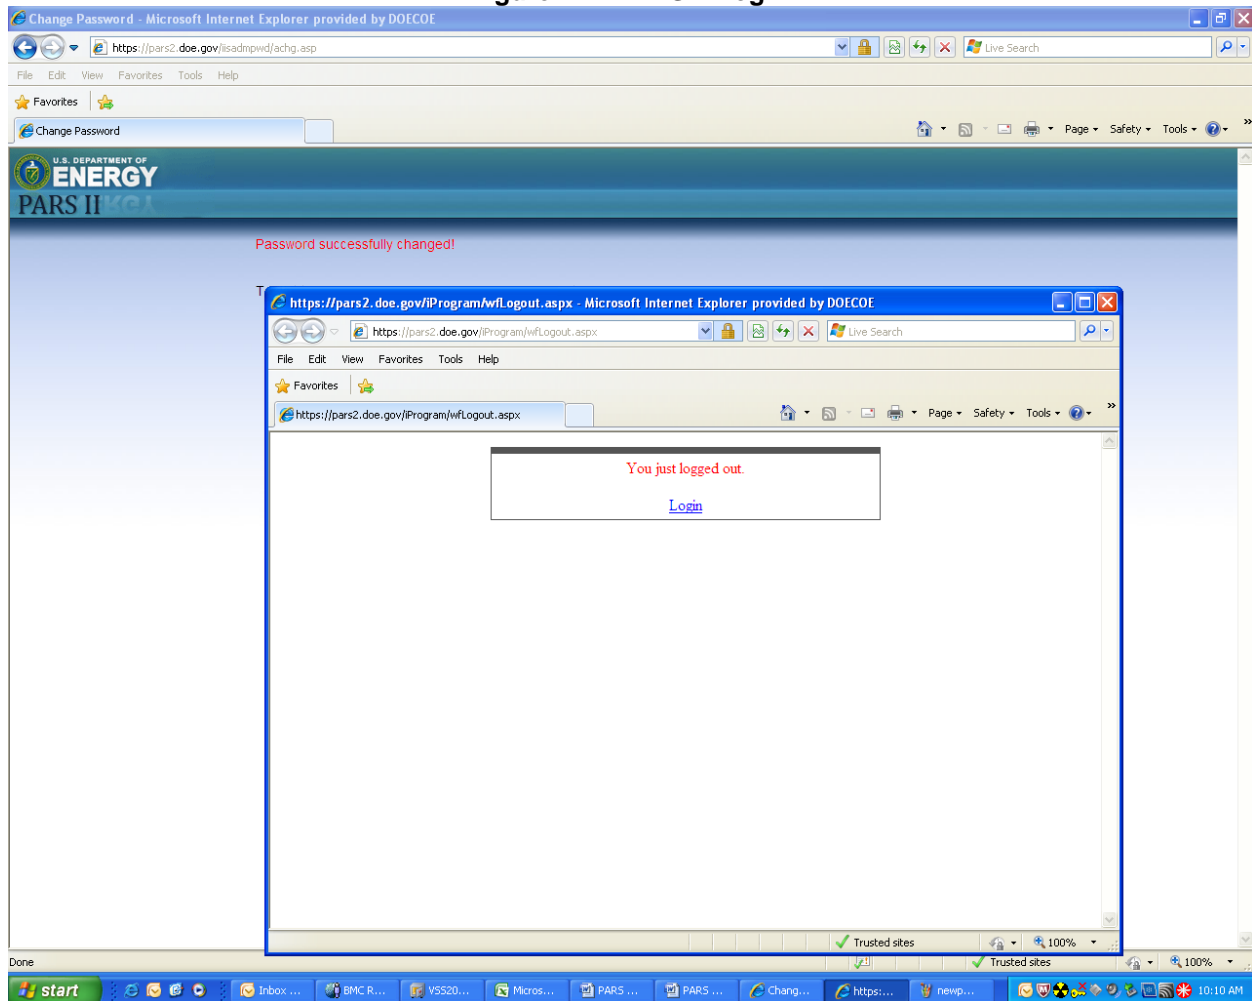 Change Password - Microsoft Internet Explorer provided by DOECOE
https://pars2.doe.gov/iisadmpwd/achg.asp
Live Search
File Edit View Favorites Tools Help
Favorites
Change Password
Page Safety Tools
U.S. DEPARTMENT OF
ENERGY
PARS II
Password successfully changed!
T
https://pars2.doe.gov/iProgram/wfLogout.aspx - Microsoft Internet Explorer provided by DOECOE
https://pars2.doe.gov/iProgram/wfLogout.aspx
Live Search
File Edit View Favorites Tools Help
Favorites
https://pars2.doe.gov/iProgram/wfLogout.aspx
Page Safety Tools
You just logged out.
Login
Trusted sites 100%
Done Trusted sites 100%
start Inbox ... BMC R... VSS20... Micros... PARS ... PARS ... Chang... https:... newp... 10:10 AM